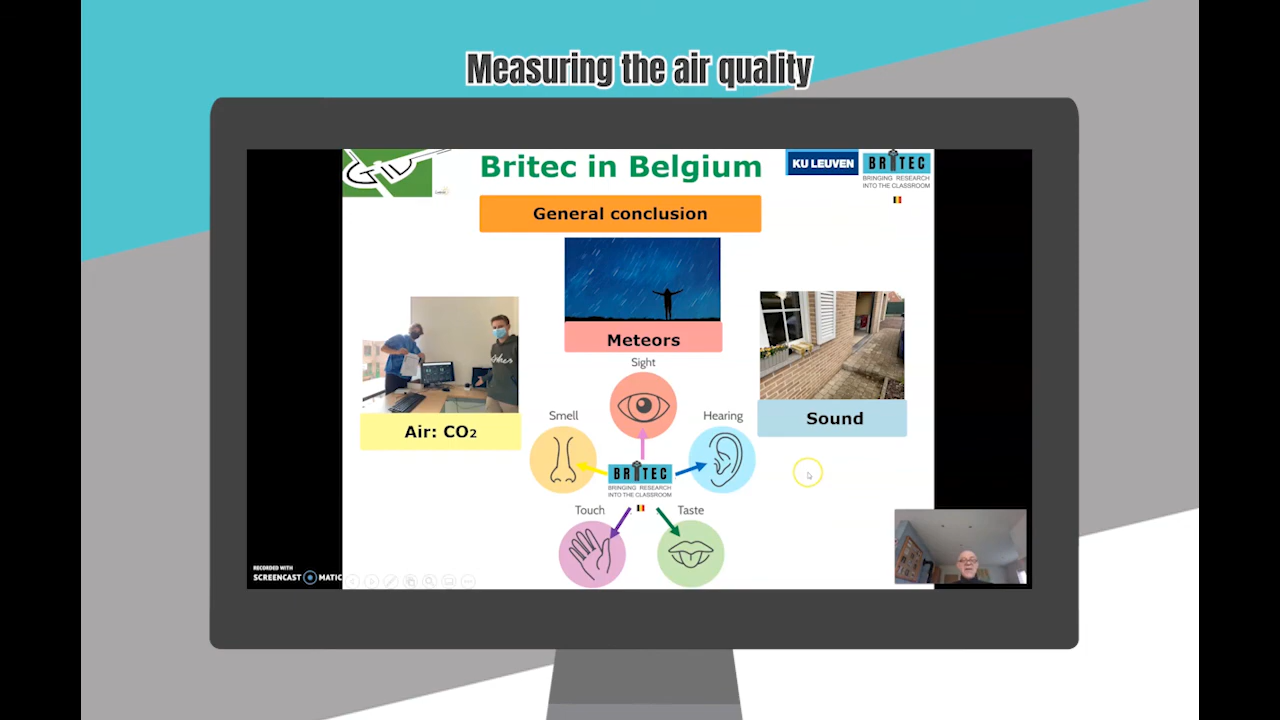 Measuring the air quality
GID
Britec in Belgium
KU LEUVEN
BRITEC
BRINGING RESEARCH
INTO THE CLASSROOM
General conclusion
Meteors
Air: CO₂
Sound
Sight
Smell
Hearing
BRITEC
BRINGING RESEARCH
INTO THE CLASSROOM
Touch
Taste
RECORDED WITH
SCREENCAST MATIC